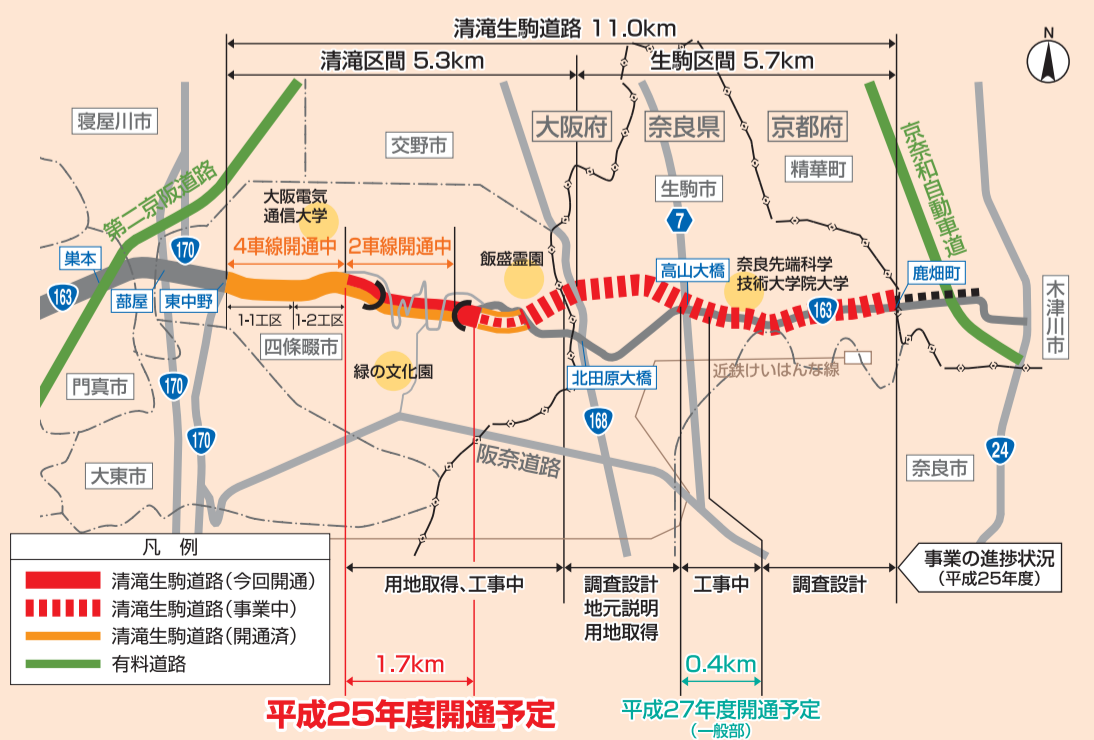 清滝生駒道路 11.0km
清滝区間 5.3km
生駒区間 5.7km
N
寝屋川市
交野市
大阪府
奈良県
京都府
精華町
生駒市
京奈和自動車道
第二京阪道路
大阪電気
通信大学
4車線開通中
2車線開通中
飯盛霊園
7
170
巣本
163
蔀屋
東中野
高山大橋
奈良先端科学
技術大学院大学
163
鹿畑町
木津川市
1-1工区
1-2工区
四條畷市
緑の文化園
北田原大橋
近鉄けいはんな線
門真市
170
170
168
24
大東市
阪奈道路
奈良市
凡 例
清滝生駒道路(今回開通)
清滝生駒道路(事業中)
清滝生駒道路(開通済)
有料道路
事業の進捗状況
(平成25年度)
用地取得、工事中
調査設計
地元説明
用地取得
工事中
調査設計
1.7km
平成25年度開通予定
0.4km
平成27年度開通予定
(一般部)